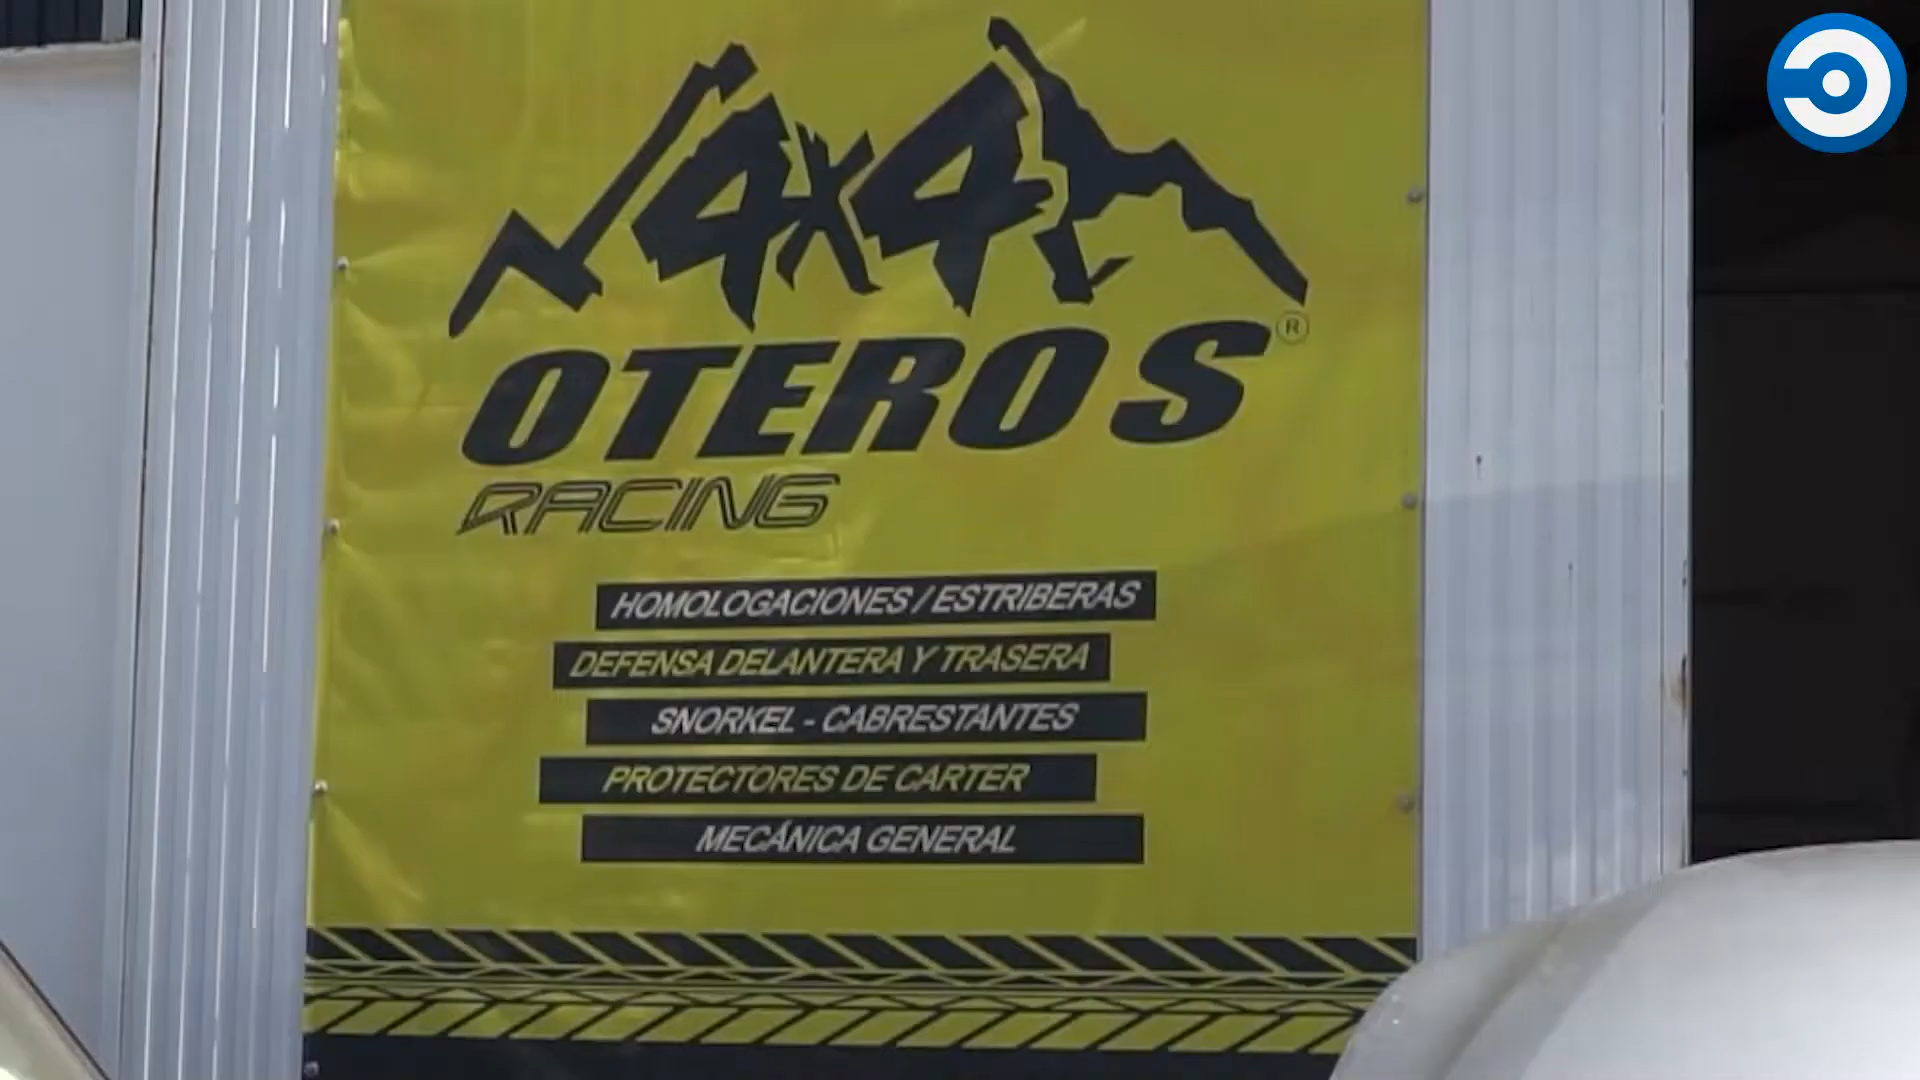 4x4
OTEROS ®
RACING
HOMOLOGACIONES / ESTRIBERAS
DEFENSA DELANTERA Y TRASERA
SNORKEL - CABRESTANTES
PROTECTORES DE CARTER
MECÁNICA GENERAL